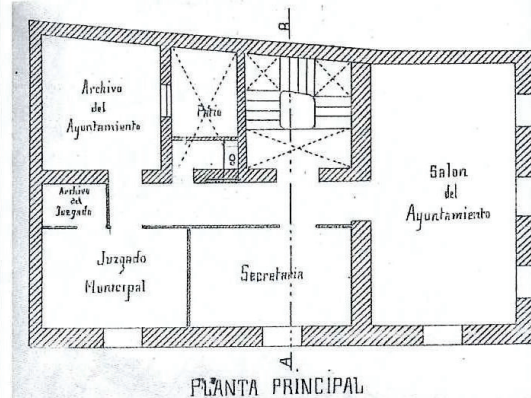 B
Archivo
del
Ayuntamiento
Patio
Archivo
del
Juzgado
Salon
del
Ayuntamiento
Juzgado
y
Municipal
Secretaria
A
PLANTA PRINCIPAL